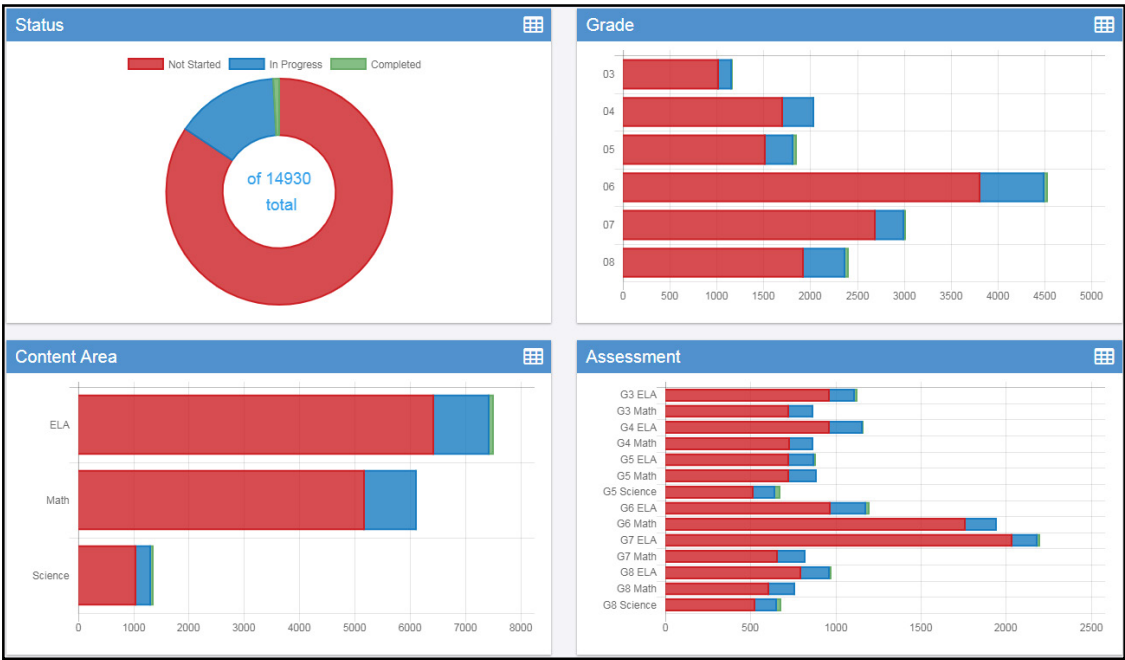 Status
Not Started In Progress Completed
of 14930
total
Grade
03
04
05
06
07
08
0 500 1000 1500 2000 2500 3000 3500 4000 4500 5000
Content Area
ELA
Math
Science
0 1000 2000 3000 4000 5000 6000 7000 8000
Assessment
G3 ELA
G3 Math
G4 ELA
G4 Math
G5 ELA
G5 Math
G5 Science
G6 ELA
G6 Math
G7 ELA
G7 Math
G8 ELA
G8 Math
G8 Science
0 500 1000 1500 2000 2500